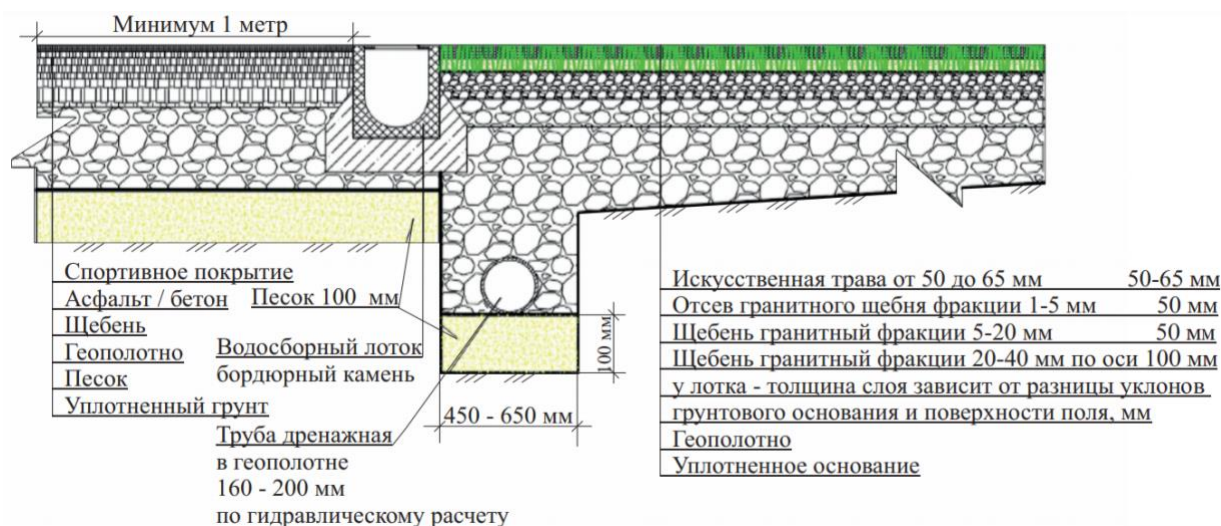 Минимум 1 метр
Спортивное покрытие
Асфальт / бетон
Щебень
Геополотно
Песок
Уплотненный грунт
Песок 100 мм
Водосборный лоток
бордюрный камень
Труба дренажная
в геополотне
160 - 200 мм
по гидравлическому расчету
450 - 650 мм
100 мм
Искусственная трава от 50 до 65 мм 50-65 мм
Отсев гранитного щебня фракции 1-5 мм 50 мм
Щебень гранитный фракции 5-20 мм 50 мм
Щебень гранитный фракции 20-40 мм по оси 100 мм
у лотка - толщина слоя зависит от разницы уклонов
грунтового основания и поверхности поля, мм
Геополотно
Уплотненное основание